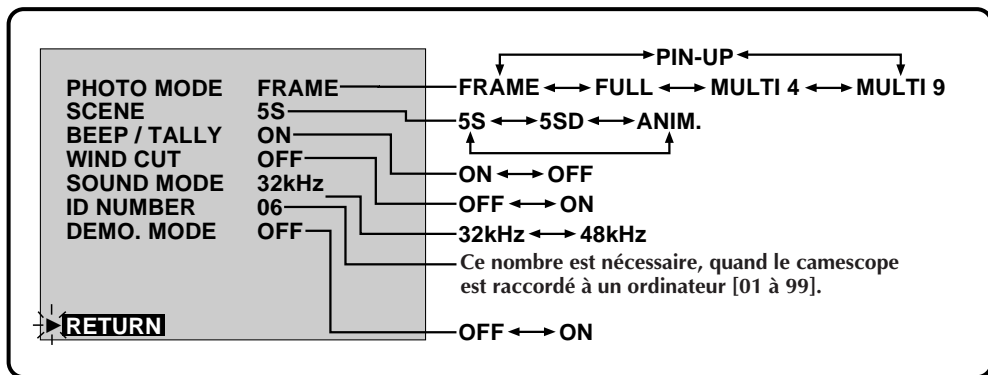 PIN-UP
PHOTO MODE FRAME FRAME FULL MULTI 4 MULTI 9
SCENE 5S 5S 5SD ANIM.
BEEP / TALLY ON ON OFF
WIND CUT OFF OFF ON
SOUND MODE 32kHz 32kHz 48kHz
ID NUMBER 06 Ce nombre est nécessaire, quand le camescope
est raccordé à un ordinateur [01 à 99].
DEMO. MODE OFF OFF ON
RETURN